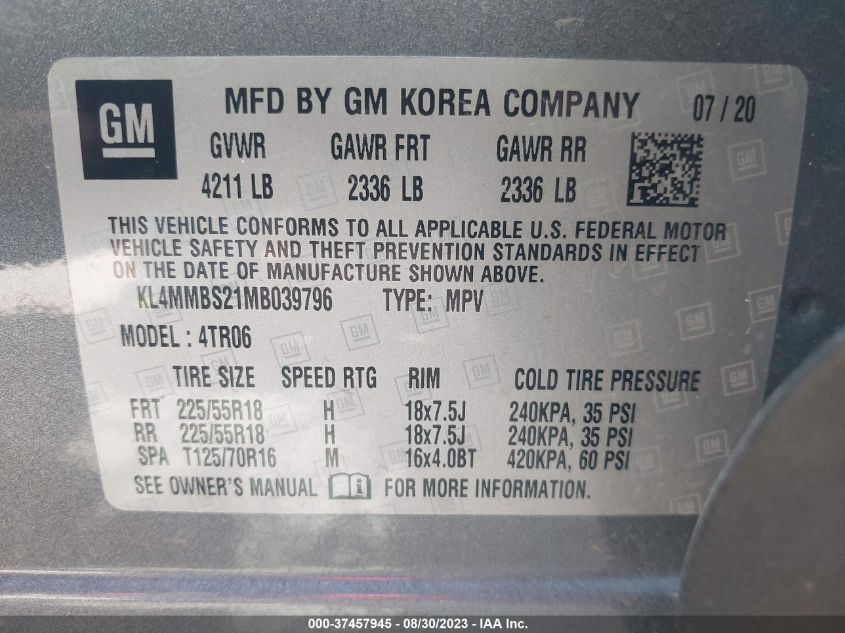 GM MFD BY GM KOREA COMPANY 07/20
GVWR GAWR FRT GAWR RR
4211 LB 2336 LB 2336 LB
THIS VEHICLE CONFORMS TO ALL APPLICABLE U.S. FEDERAL MOTOR
VEHICLE SAFETY AND THEFT PREVENTION STANDARDS IN EFFECT
ON THE DATE OF MANUFACTURE SHOWN ABOVE.
KL4MMBS21MB039796 TYPE: MPV
MODEL : 4TR06
TIRE SIZE SPEED RTG RIM COLD TIRE PRESSURE
FRT 225/55R18 H 18x7.5J 240KPA, 35 PSI
RR 225/55R18 H 18x7.5J 240KPA, 35 PSI
SPA T125/70R16 M 16x4.0BT 420KPA, 60 PSI
SEE OWNER'S MANUAL FOR MORE INFORMATION.
000-37457945 - 08/30/2023 - IAA Inc.